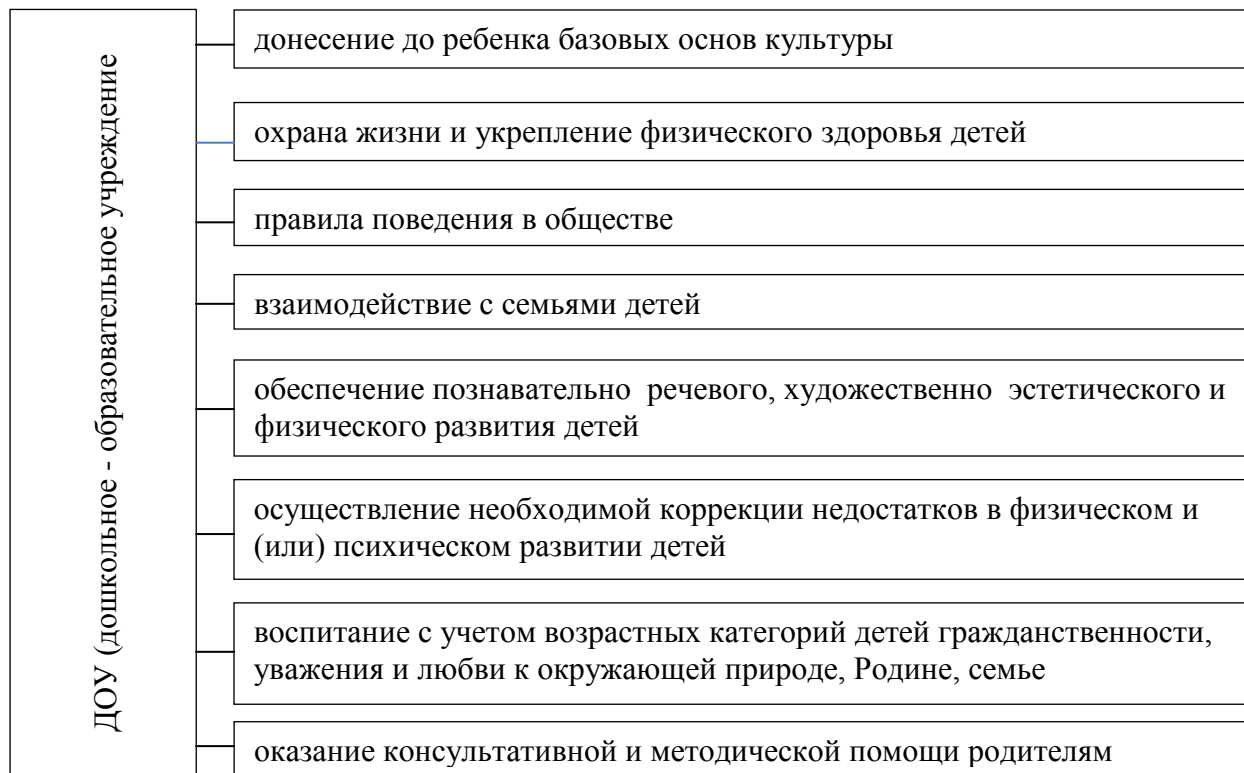 ДОУ (дошкольное - образовательное учреждение
донесение до ребенка базовых основ культуры
охрана жизни и укрепление физического здоровья детей
правила поведения в обществе
взаимодействие с семьями детей
обеспечение познавательно  речевого, художественно  эстетического и
физического развития детей
осуществление необходимой коррекции недостатков в физическом и
(или) психическом развитии детей
воспитание с учетом возрастных категорий детей гражданственности,
уважения и любви к окружающей природе, Родине, семье
оказание консультативной и методической помощи родителям